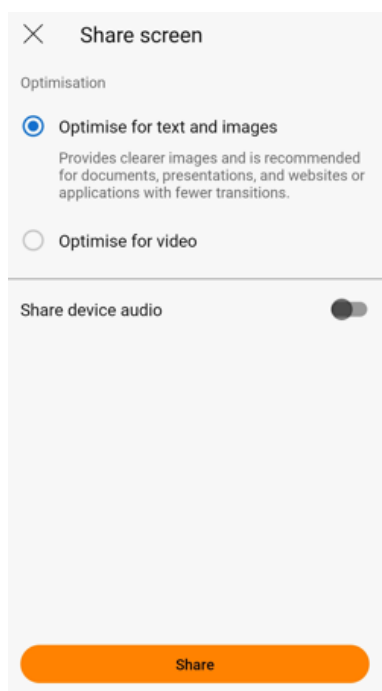 Share screen
Optimisation
Optimise for text and images
Provides clearer images and is recommended
for documents, presentations, and websites or
applications with fewer transitions.
Optimise for video
Share device audio
Share